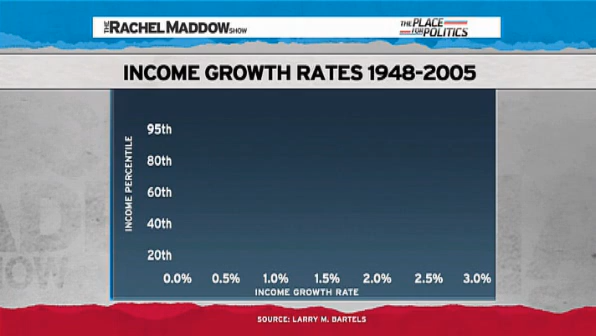 THE RACHEL MADDOW SHOW
THE PLACE FOR POLITICS
INCOME GROWTH RATES 1948-2005
INCOME PERCENTILE
95th
80th
60th
40th
20th
0.0% 0.5% 1.0% 1.5% 2.0% 2.5% 3.0%
INCOME GROWTH RATE
SOURCE: LARRY M. BARTELS